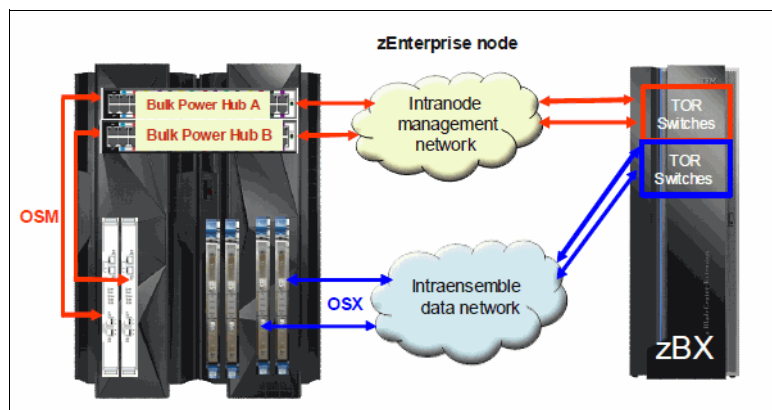 zEnterprise node
Bulk Power Hub A
Bulk Power Hub B
Intranode
management
network
TOR
Switches
TOR
Switches
OSM
OSX
Intraensemble
data network
zBX